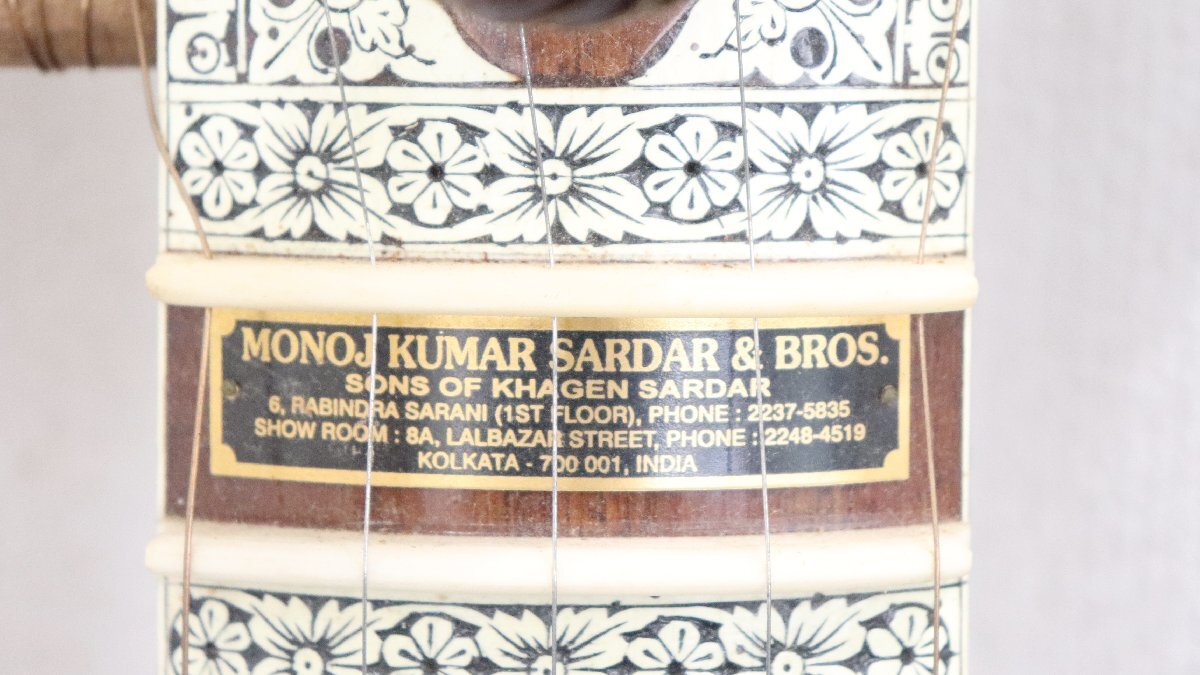 MONOJ KUMAR SARDAR & BROS.
SONS OF KHAGEN SARDAR
6, RABINDRA SARANI (1ST FLOOR), PHONE : 2237-5835
SHOW ROOM : 8A, LALBAZAR STREET, PHONE : 2248-4519
KOLKATA - 700 001, INDIA